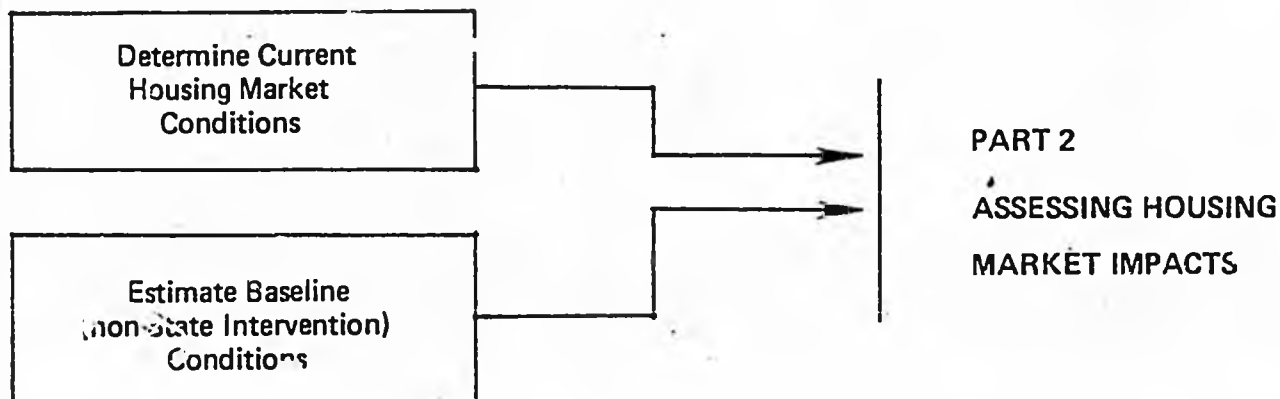 Determine Current
Housing Market
Conditions
Estimate Baseline
(non-State Intervention)
Conditions
PART 2
ASSESSING HOUSING
MARKET IMPACTS